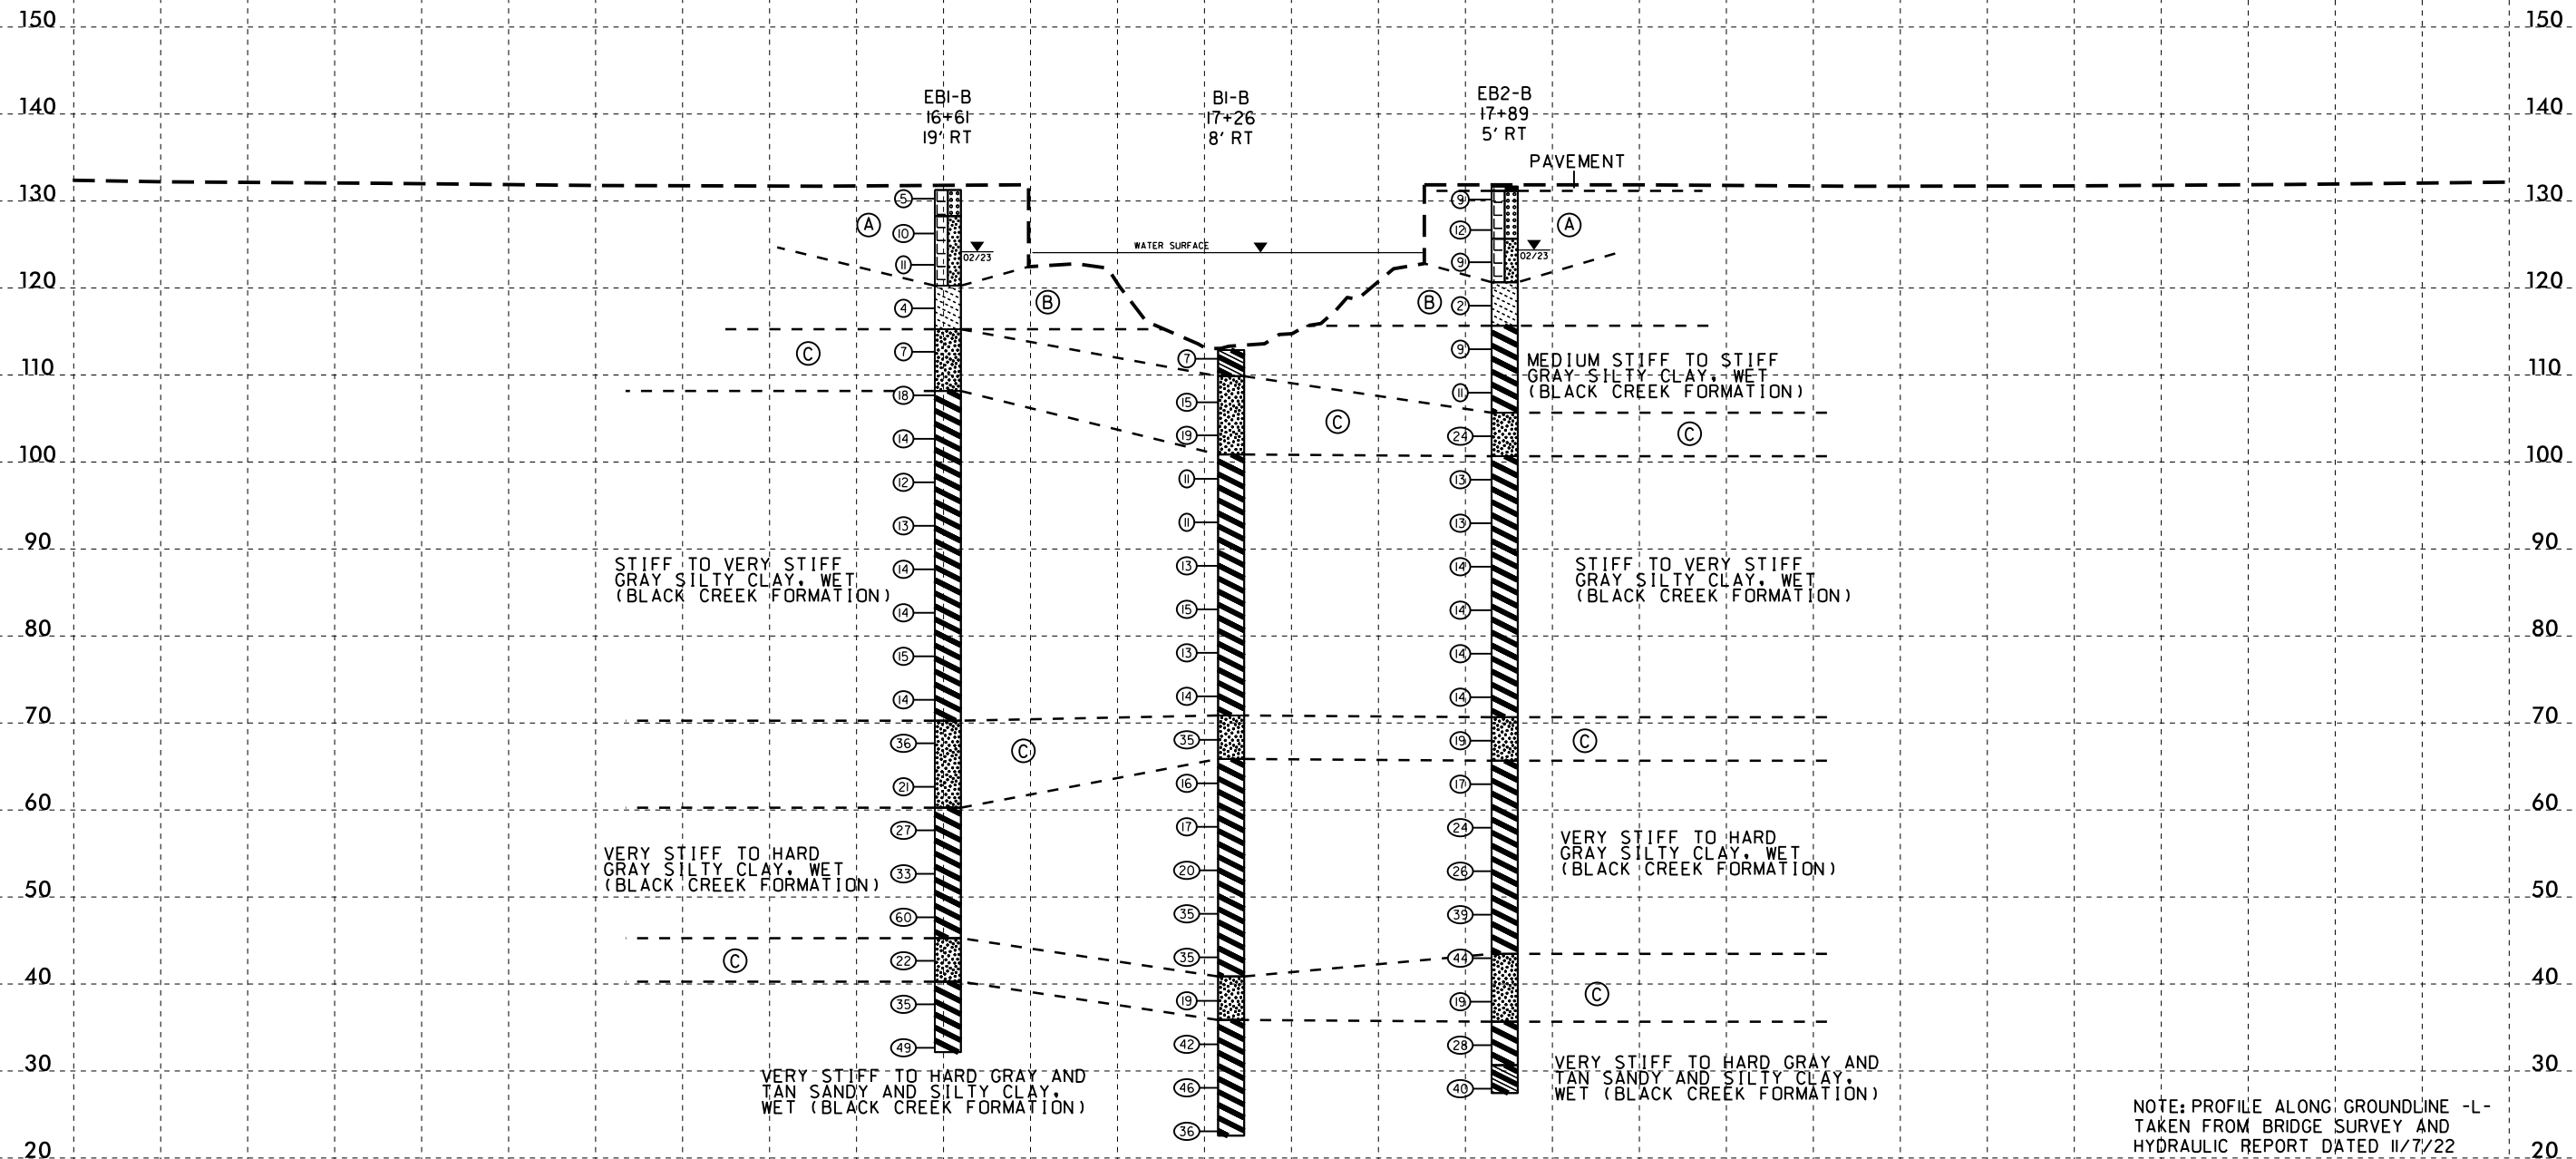 150
150
140
140
130
130
120
120
110
110
100
100
90
90
80
80
70
70
60
60
50
50
40
40
30
30
20
20
EB1-B
16+61
19' RT
B1-B
17+26
8' RT
EB2-B
17+89
5' RT
PAVEMENT
WATER SURFACE
02/23
02/23
A
A
B
B
C
C
C
C
C
C
C
5
10
11
4
7
18
14
12
13
14
14
15
14
36
21
27
33
60
22
35
49
7
15
19
11
11
13
15
13
14
35
16
17
20
35
35
19
42
46
36
9
12
9
2
9
11
24
13
13
14
14
14
14
19
17
24
26
39
44
19
28
40
MEDIUM STIFF TO STIFF
GRAY SILTY CLAY, WET
(BLACK CREEK FORMATION)
STIFF TO VERY STIFF
GRAY SILTY CLAY, WET
(BLACK CREEK FORMATION)
STIFF TO VERY STIFF
GRAY SILTY CLAY, WET
(BLACK CREEK FORMATION)
VERY STIFF TO HARD
GRAY SILTY CLAY, WET
(BLACK CREEK FORMATION)
VERY STIFF TO HARD
GRAY SILTY CLAY, WET
(BLACK CREEK FORMATION)
VERY STIFF TO HARD GRAY AND
TAN SANDY AND SILTY CLAY,
WET (BLACK CREEK FORMATION)
VERY STIFF TO HARD GRAY AND
TAN SANDY AND SILTY CLAY,
WET (BLACK CREEK FORMATION)
NOTE: PROFILE ALONG GROUNDLINE -L-
TAKEN FROM BRIDGE SURVEY AND
HYDRAULIC REPORT DATED 11/7/22